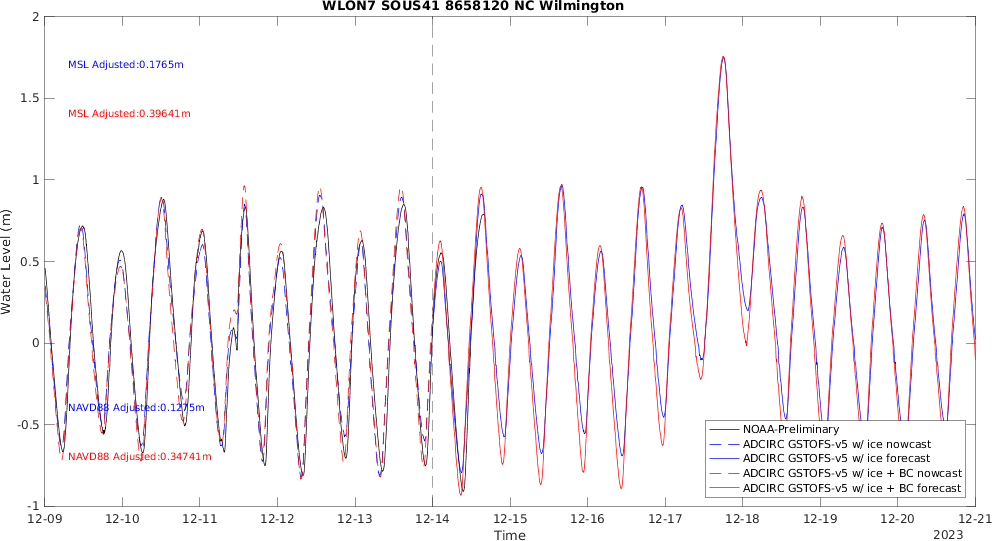 WLON7 SOUS41 8658120 NC Wilmington
2
1.5
1
0.5
0
-0.5
-1
Water Level (m)
MSL Adjusted:0.1765m
MSL Adjusted:0.39641m
NAVD88 Adjusted:0.1275m
NAVD88 Adjusted:0.34741m
NOAA-Preliminary
ADCIRC GSTOFS-v5 w/ ice nowcast
ADCIRC GSTOFS-v5 w/ ice forecast
ADCIRC GSTOFS-v5 w/ ice + BC nowcast
ADCIRC GSTOFS-v5 w/ ice + BC forecast
12-09 12-10 12-11 12-12 12-13 12-14 12-15 12-16 12-17 12-18 12-19 12-20 12-21
Time
2023